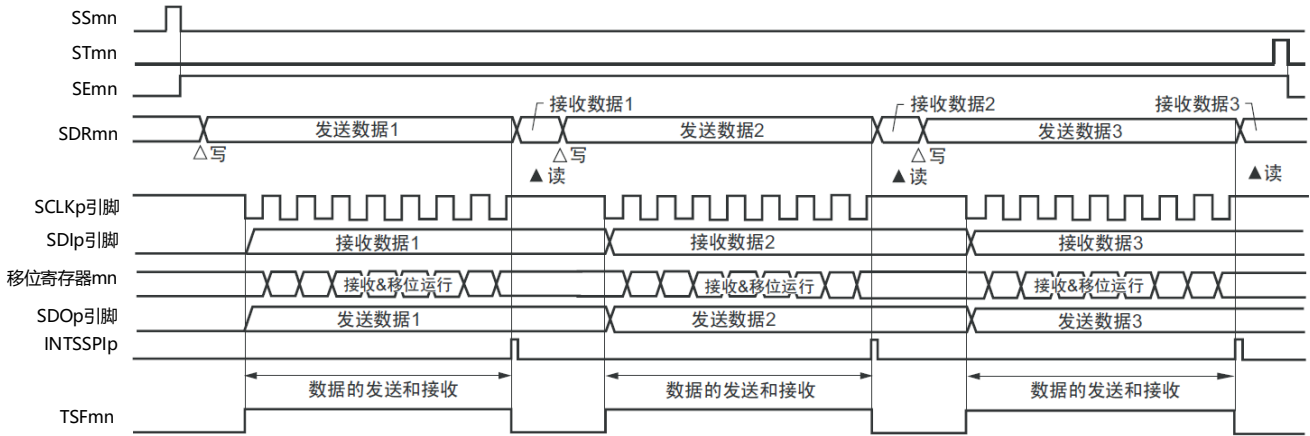 SSmn
STmn
SEmn
接收数据1 接收数据2 接收数据3
SDRmn 发送数据1 发送数据2 发送数据3
△写 △写 △写
▲读 ▲读 ▲读
SCLKp引脚
SDIp引脚 接收数据1 接收数据2 接收数据3
移位寄存器mn 接收&移位运行 接收&移位运行 接收&移位运行
SDOp引脚 发送数据1 发送数据2 发送数据3
INTSSPIp
数据的发送和接收 数据的发送和接收 数据的发送和接收
TSFmn